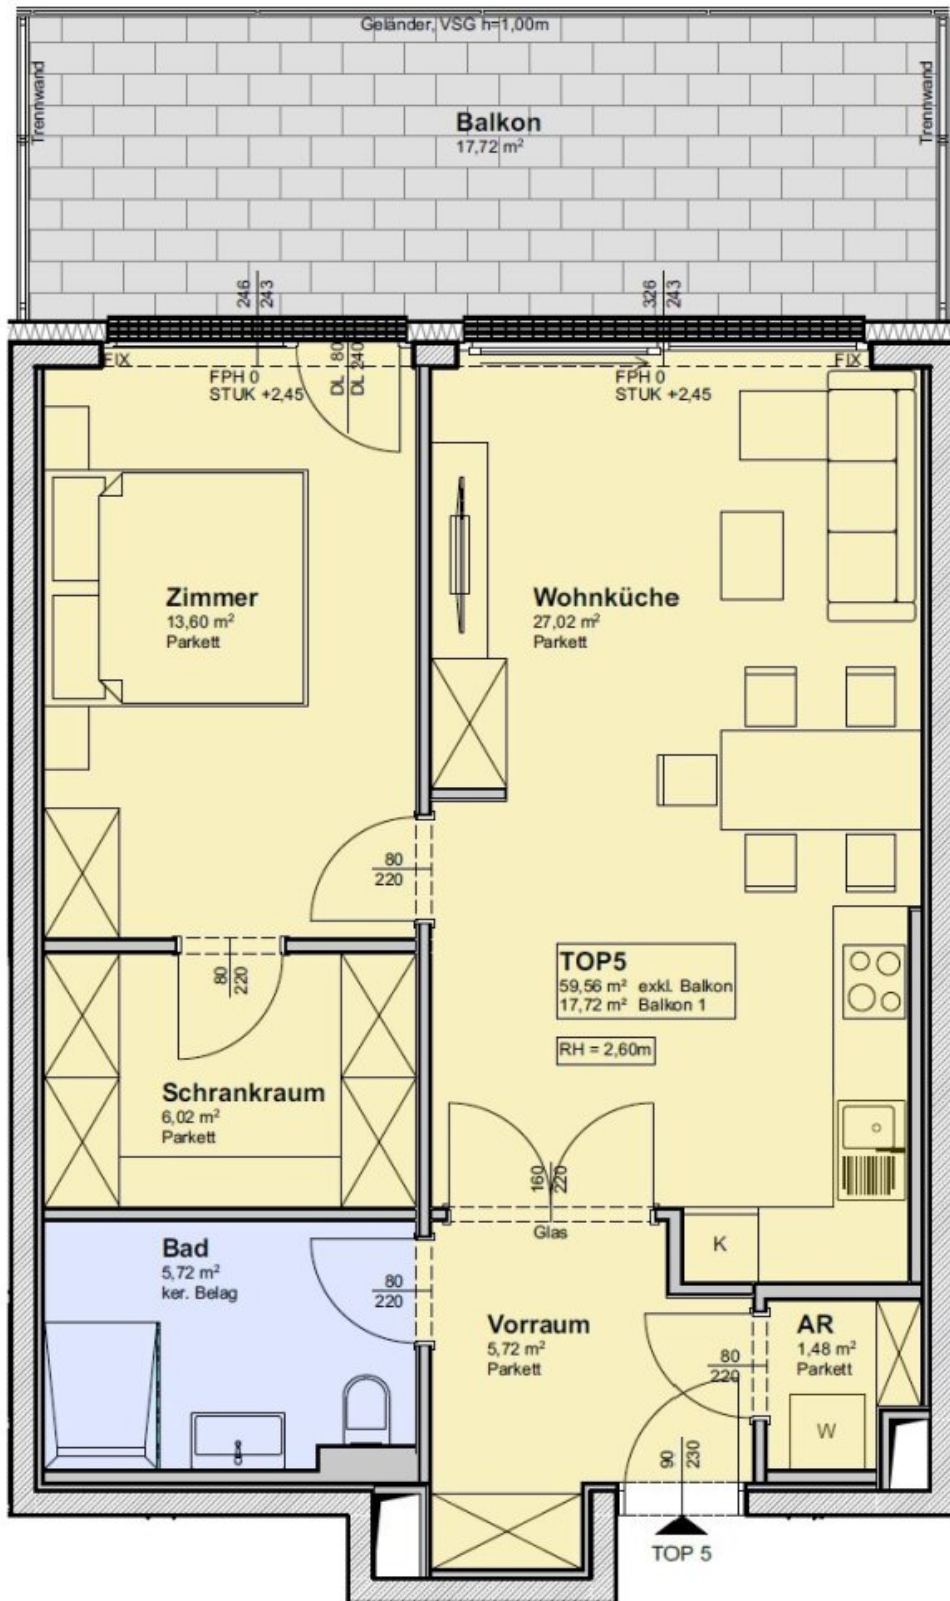 Geländer, VSG h=1,00m
Trennwand
Trennwand
Balkon
17,72 m²
246
243
326
243
FIX
DL 80
DL 240
FIX
FPH 0
STUK +2,45
FPH 0
STUK +2,45
Zimmer
13,60 m²
Parkett
Wohnküche
27,02 m²
Parkett
80
220
80
220
TOP5
59,56 m² exkl. Balkon
17,72 m² Balkon 1
RH = 2,60m
Schrankraum
6,02 m²
Parkett
160
220
Glas
K
Bad
5,72 m²
ker. Belag
80
220
Vorraum
5,72 m²
Parkett
AR
1,48 m²
Parkett
80
220
W
90
230
TOP 5